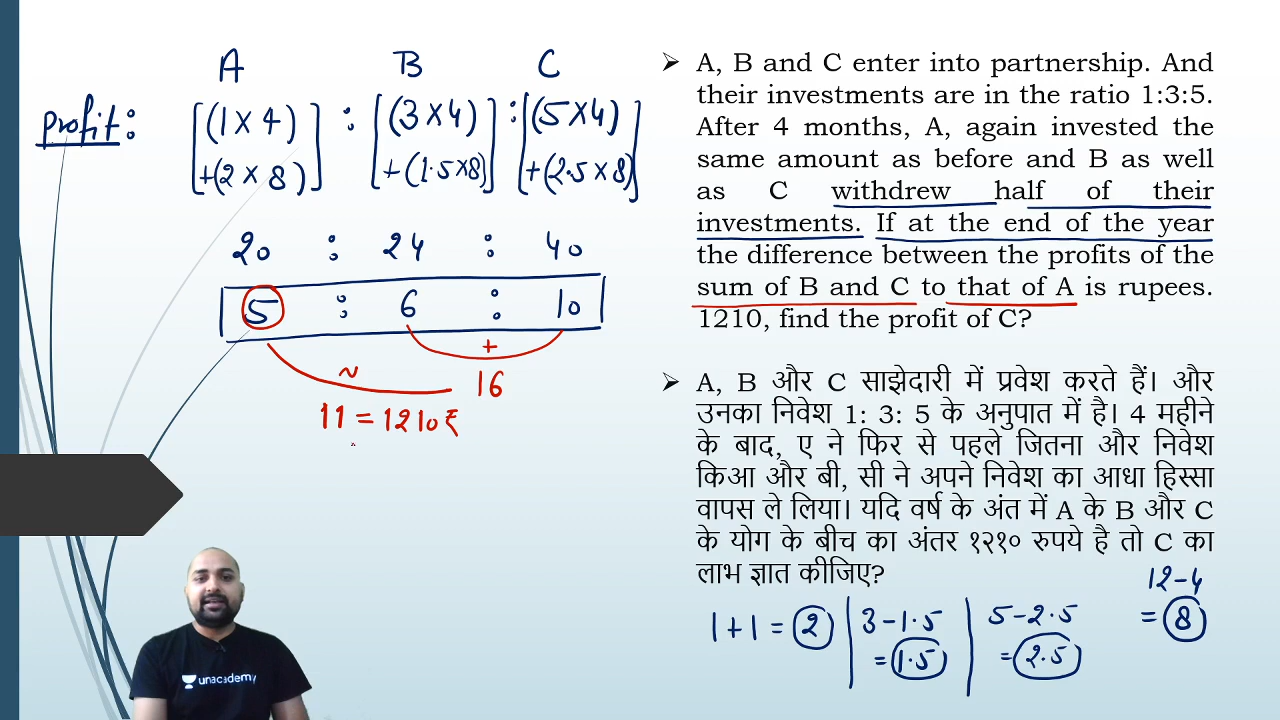 A B C
profit: [(1×4) +(2×8)] : [(3×4) +(1.5×8)] : [(5×4) +(2.5×8)]
20 : 24 : 40
5 : 6 : 10
+
~ 16
11 = 1210₹
➢ A, B and C enter into partnership. And
their investments are in the ratio 1:3:5.
After 4 months, A, again invested the
same amount as before and B as well
as C withdrew half of their
investments. If at the end of the year
the difference between the profits of the
sum of B and C to that of A is rupees.
1210, find the profit of C?
➢ A, B और C साझेदारी में प्रवेश करते हैं। और
उनका निवेश 1: 3: 5 के अनुपात में है। 4 महीने
के बाद, ए ने फिर से पहले जितना और निवेश
किआ और बी, सी ने अपने निवेश का आधा हिस्सा
वापस ले लिया। यदि वर्ष के अंत में A के B और C
के योग के बीच का अंतर १२१० रुपये है तो C का
लाभ ज्ञात कीजिए?
1+1 = 2
3-1.5
= 1.5
5-2.5
= 2.5
12-4
= 8
unacademy